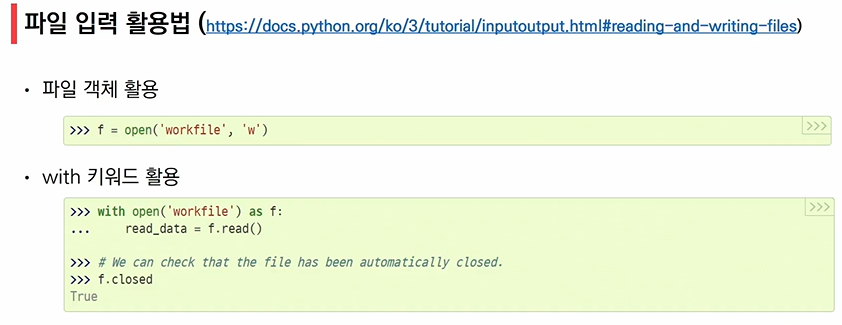 파일 입력 활용법 (https://docs.python.org/ko/3/tutorial/inputoutput.html#reading-and-writing-files)
• 파일 객체 활용
>>> f = open('workfile', 'w')
>>>
• with 키워드 활용
>>> with open('workfile') as f:
>>>
...     read_data = f.read()
>>> # We can check that the file has been automatically closed.
>>> f.closed
True